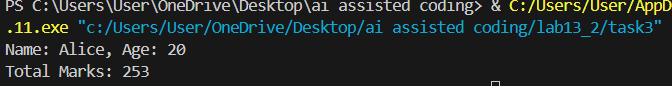 PS C:\Users\User\OneDrive\Desktop\ai assisted coding> & C:/Users/User/AppD
.11.exe "c:/Users/User/OneDrive/Desktop/ai assisted coding/lab13_2/task3"
Name: Alice, Age: 20
Total Marks: 253